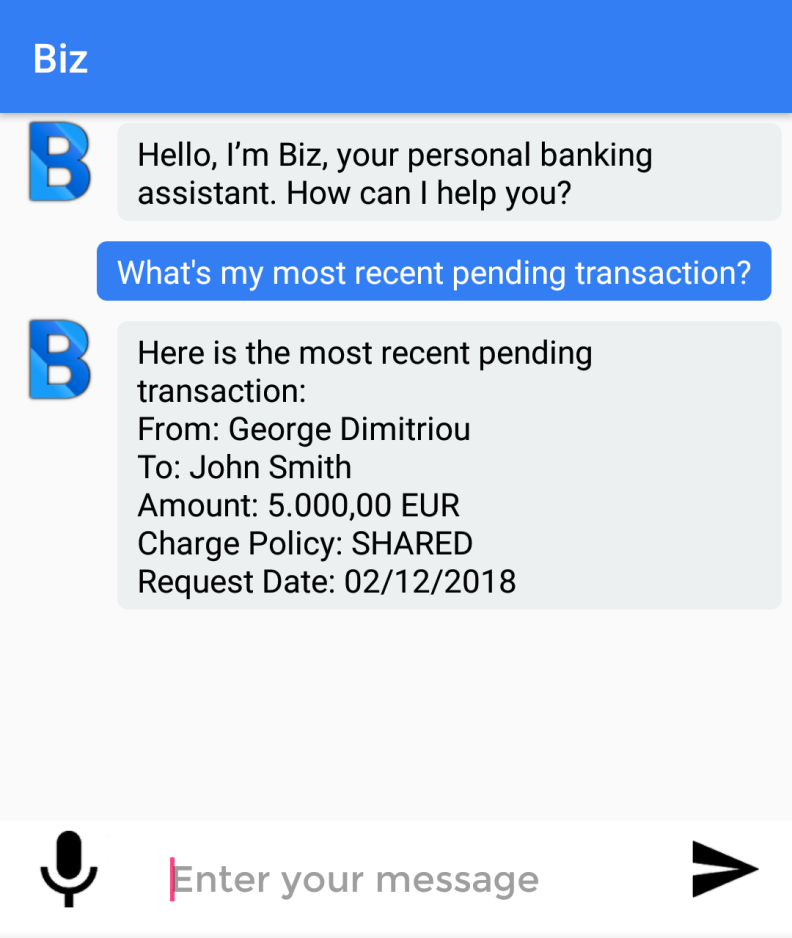 Biz
B
Hello, I’m Biz, your personal banking
assistant. How can I help you?
What's my most recent pending transaction?
B
Here is the most recent pending
transaction:
From: George Dimitriou
To: John Smith
Amount: 5.000,00 EUR
Charge Policy: SHARED
Request Date: 02/12/2018
Enter your message